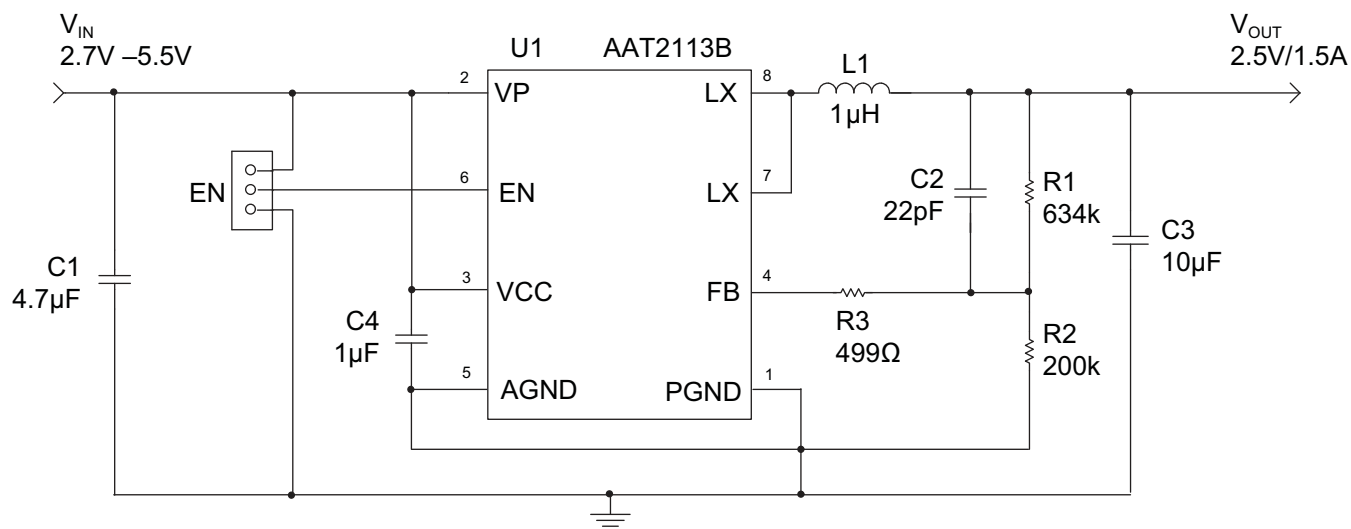 VIN
2.7V –5.5V
U1
AAT2113B
VOUT
2.5V/1.5A
2
VP
8
LX
L1
1µH
EN
6
EN
7
LX
C2
22pF
R1
634k
C3
10µF
C1
4.7µF
3
VCC
4
FB
R3
499Ω
C4
1µF
R2
200k
5
AGND
1
PGND